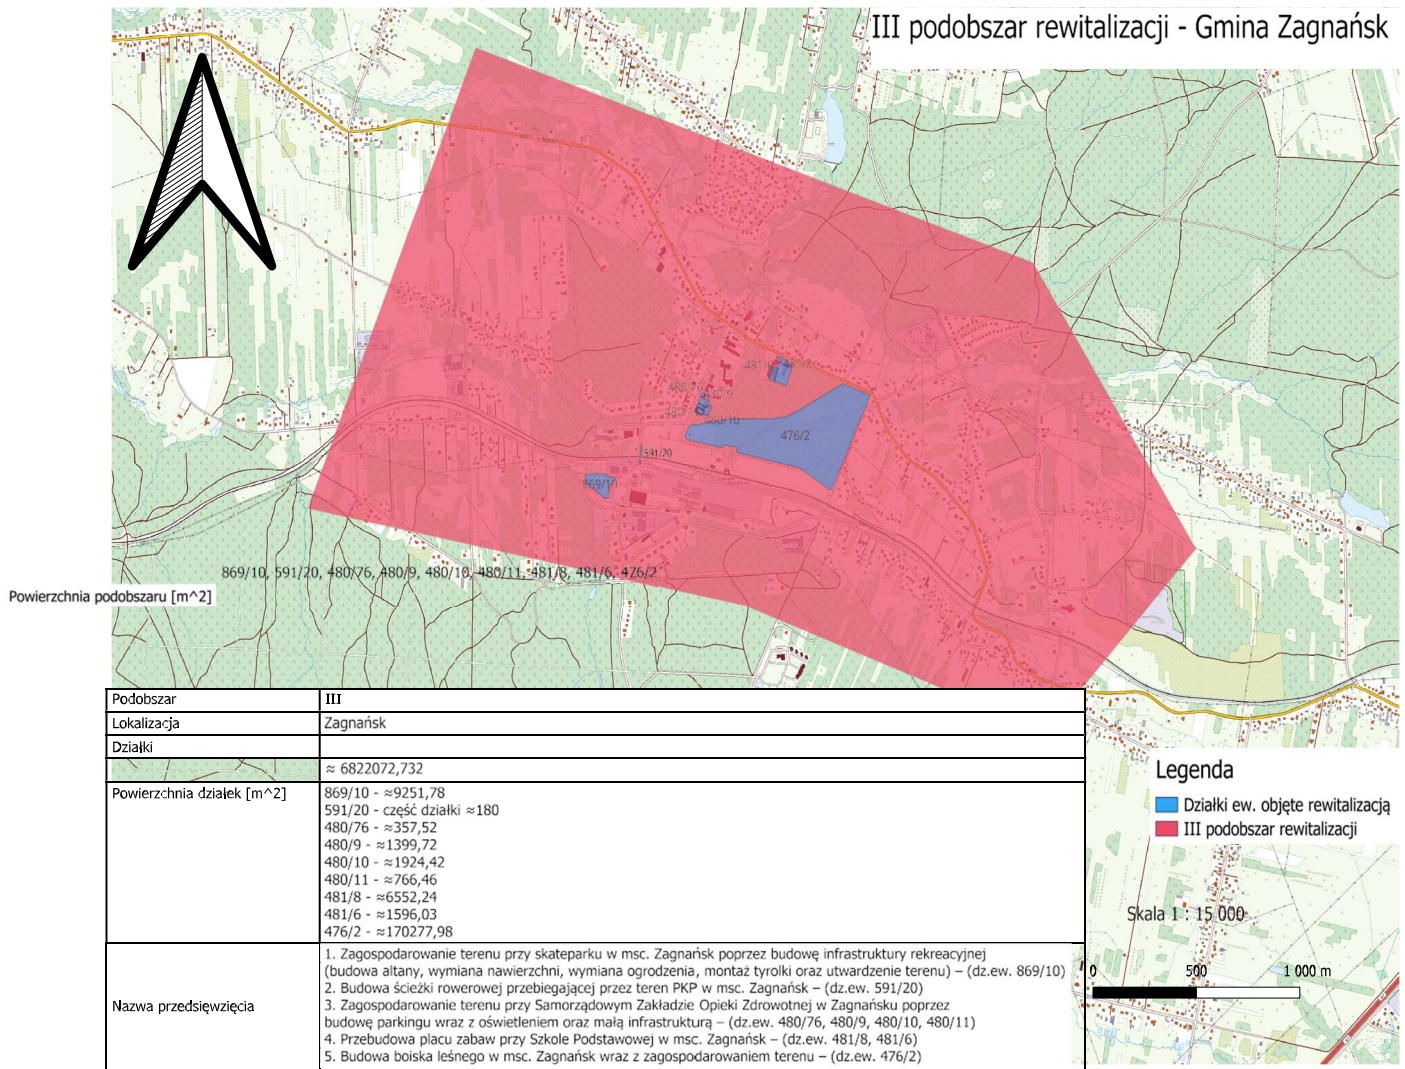 III podobszar rewitalizacji - Gmina Zagnańsk
476/2
591/20
869/10
480/9
480/10
869/10, 591/20, 480/76, 480/9, 480/10, 480/11, 481/8, 481/6, 476/2
Powierzchnia podobszaru [m^2]
Podobszar III
Lokalizacja Zagnańsk
Działki
≈ 6822072,732
Powierzchnia działek [m^2] 869/10 - ≈9251,78
591/20 - część działki ≈180
480/76 - ≈357,52
480/9 - ≈1399,72
480/10 - ≈1924,42
480/11 - ≈766,46
481/8 - ≈6552,24
481/6 - ≈1596,03
476/2 - ≈170277,98
Nazwa przedsięwzięcia
1. Zagospodarowanie terenu przy skateparku w msc. Zagnańsk poprzez budowę infrastruktury rekreacyjnej
(budowa altany, wymiana nawierzchni, wymiana ogrodzenia, montaż tyrolki oraz utwardzenie terenu) – (dz.ew. 869/10)
2. Budowa ścieżki rowerowej przebiegającej przez teren PKP w msc. Zagnańsk – (dz.ew. 591/20)
3. Zagospodarowanie terenu przy Samorządowym Zakładzie Opieki Zdrowotnej w Zagnańsku poprzez
budowę parkingu wraz z oświetleniem oraz małą infrastrukturą – (dz.ew. 480/76, 480/9, 480/10, 480/11)
4. Przebudowa placu zabaw przy Szkole Podstawowej w msc. Zagnańsk – (dz.ew. 481/8, 481/6)
5. Budowa boiska leśnego w msc. Zagnańsk wraz z zagospodarowaniem terenu – (dz.ew. 476/2)
Legenda
Działki ew. objęte rewitalizacją
III podobszar rewitalizacji
Skala 1 : 15 000
0 500 1 000 m